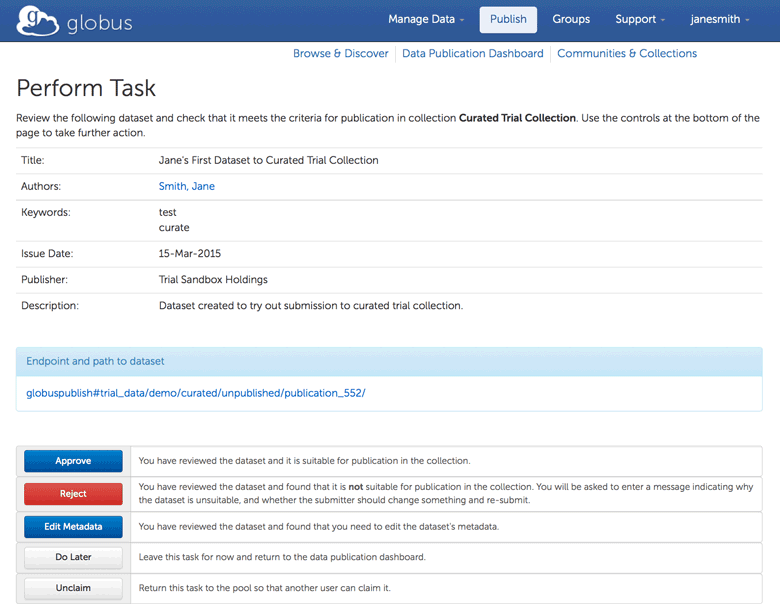 globus
Manage Data Publish Groups Support janesmith
Browse & Discover Data Publication Dashboard Communities & Collections
Perform Task
Review the following dataset and check that it meets the criteria for publication in collection Curated Trial Collection. Use the controls at the bottom of the
page to take further action.
Title: Jane's First Dataset to Curated Trial Collection
Authors: Smith, Jane
Keywords: test
curate
Issue Date: 15-Mar-2015
Publisher: Trial Sandbox Holdings
Description: Dataset created to try out submission to curated trial collection.
Endpoint and path to dataset
globuspublish#trial_data/demo/curated/unpublished/publication_552/
Approve You have reviewed the dataset and it is suitable for publication in the collection.
Reject You have reviewed the dataset and found that it is not suitable for publication in the collection. You will be asked to enter a message indicating why
the dataset is unsuitable, and whether the submitter should change something and re-submit.
Edit Metadata You have reviewed the dataset and found that you need to edit the dataset's metadata.
Do Later Leave this task for now and return to the data publication dashboard.
Unclaim Return this task to the pool so that another user can claim it.